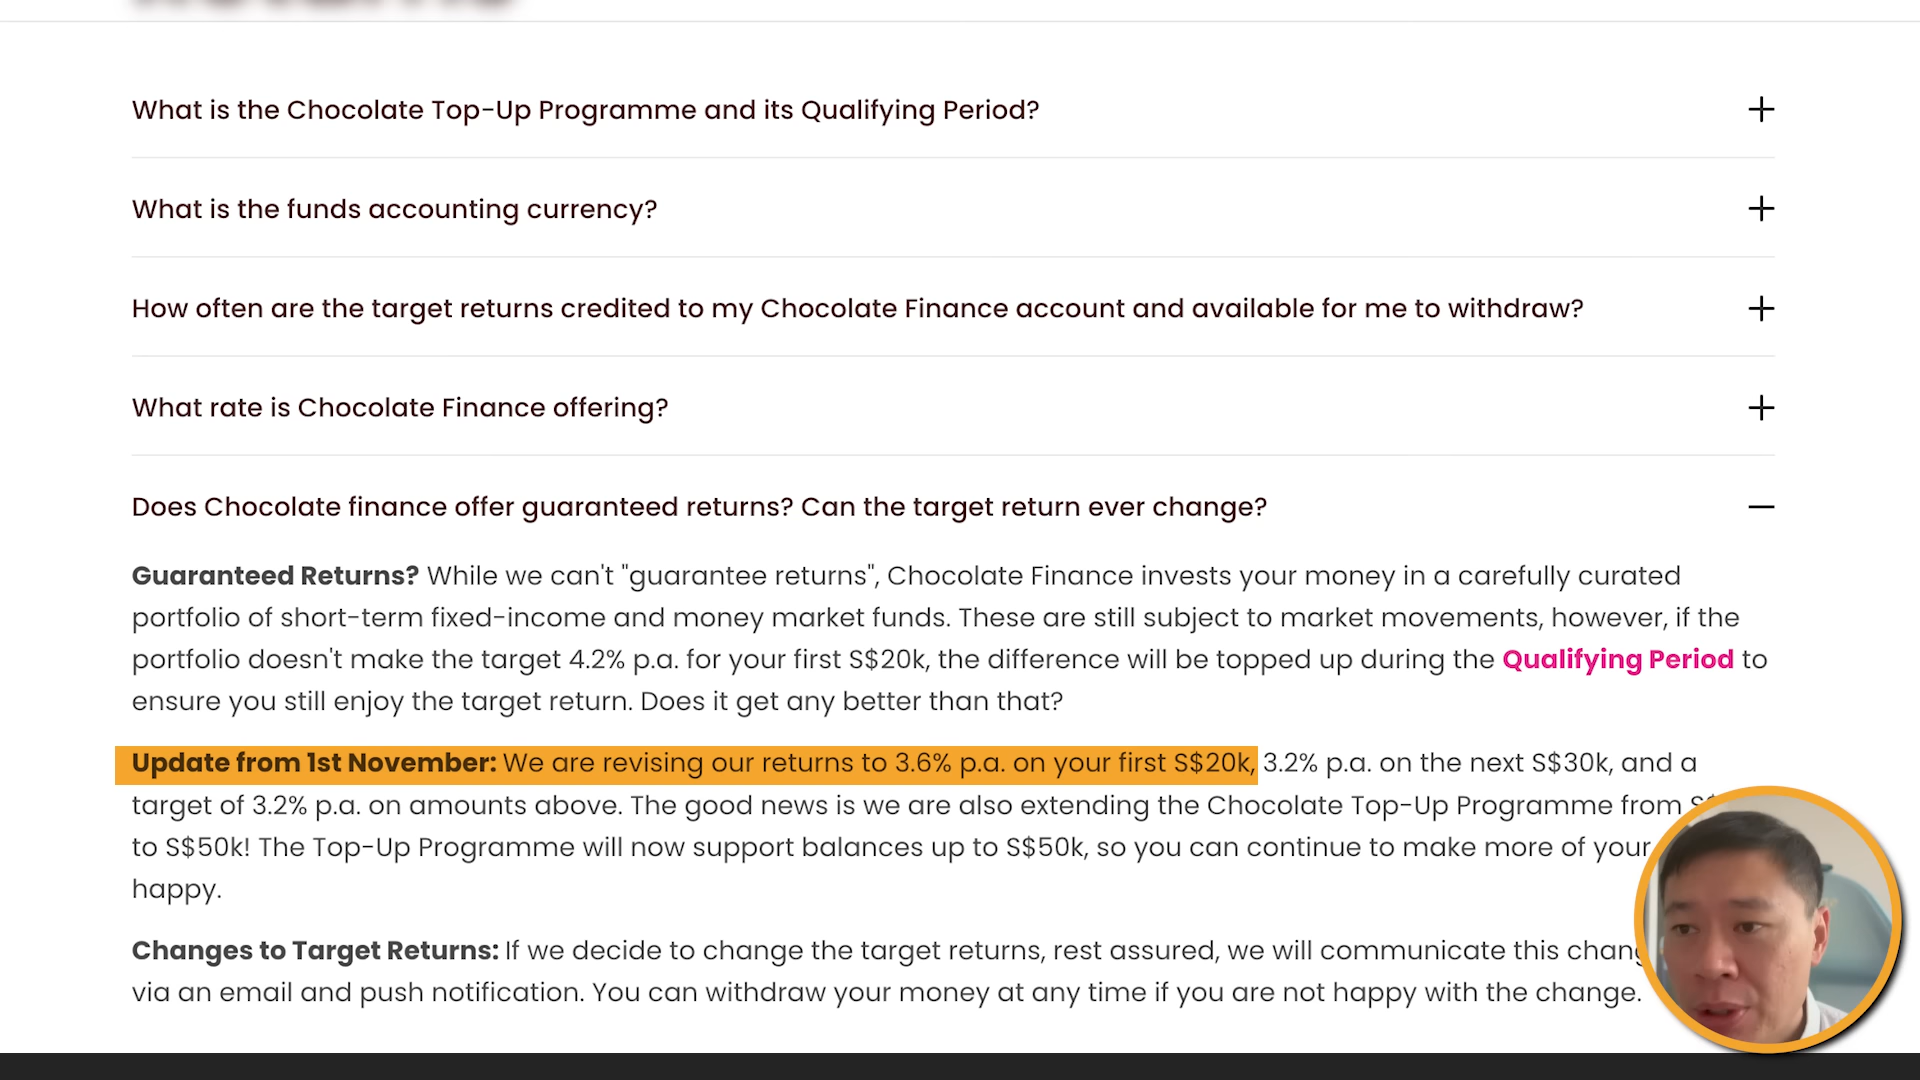 What is the Chocolate Top-Up Programme and its Qualifying Period?
What is the funds accounting currency?
How often are the target returns credited to my Chocolate Finance account and available for me to withdraw?
What rate is Chocolate Finance offering?
Does Chocolate finance offer guaranteed returns? Can the target return ever change?
Guaranteed Returns? While we can't "guarantee returns", Chocolate Finance invests your money in a carefully curated
portfolio of short-term fixed-income and money market funds. These are still subject to market movements, however, if the
portfolio doesn't make the target 4.2% p.a. for your first S$20k, the difference will be topped up during the Qualifying Period to
ensure you still enjoy the target return. Does it get any better than that?
Update from 1st November: We are revising our returns to 3.6% p.a. on your first S$20k, 3.2% p.a. on the next S$30k, and a
target of 3.2% p.a. on amounts above. The good news is we are also extending the Chocolate Top-Up Programme from
to S$50k! The Top-Up Programme will now support balances up to S$50k, so you can continue to make more of your
happy.
Changes to Target Returns: If we decide to change the target returns, rest assured, we will communicate this
via an email and push notification. You can withdraw your money at any time if you are not happy with the change.